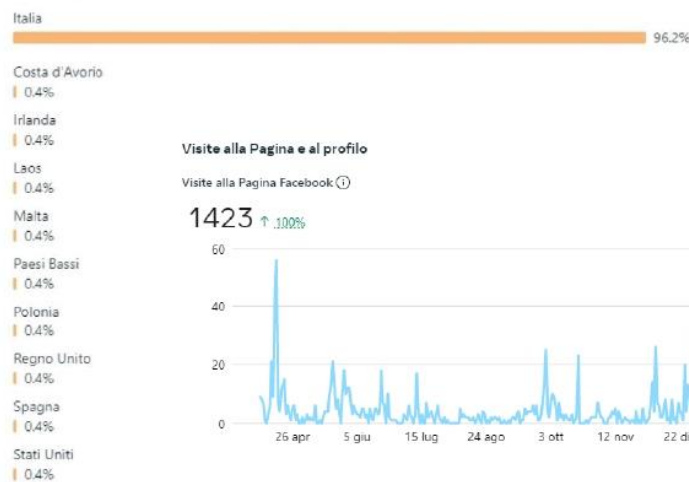 Italia
96.2%
Costa d'Avorio
0.4%
Irlanda
0.4%
Laos
0.4%
Malta
0.4%
Paesi Bassi
0.4%
Polonia
0.4%
Regno Unito
0.4%
Spagna
0.4%
Stati Uniti
0.4%
Visite alla Pagina e al profilo
Visite alla Pagina Facebook
1423 ↑ 100%
60
40
20
0
26 apr 5 giu 15 lug 24 ago 3 ott 12 nov 22 di